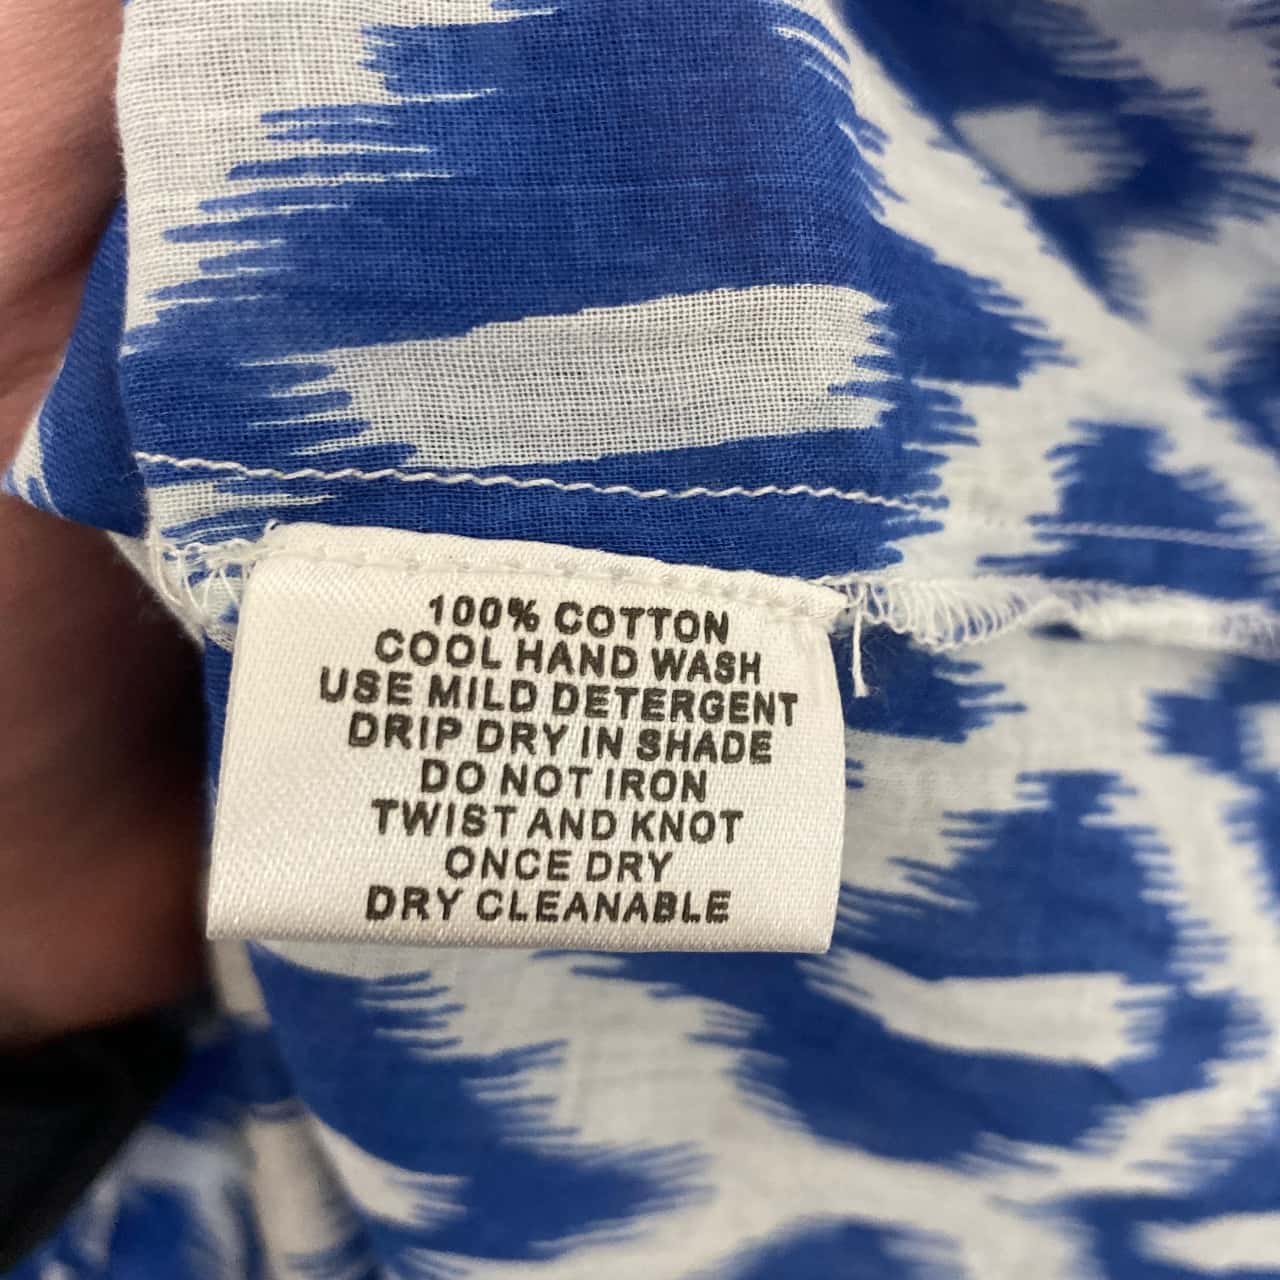 100% COTTON
COOL HAND WASH
USE MILD DETERGENT
DRIP DRY IN SHADE
DO NOT IRON
TWIST AND KNOT
ONCE DRY
DRY CLEANABLE